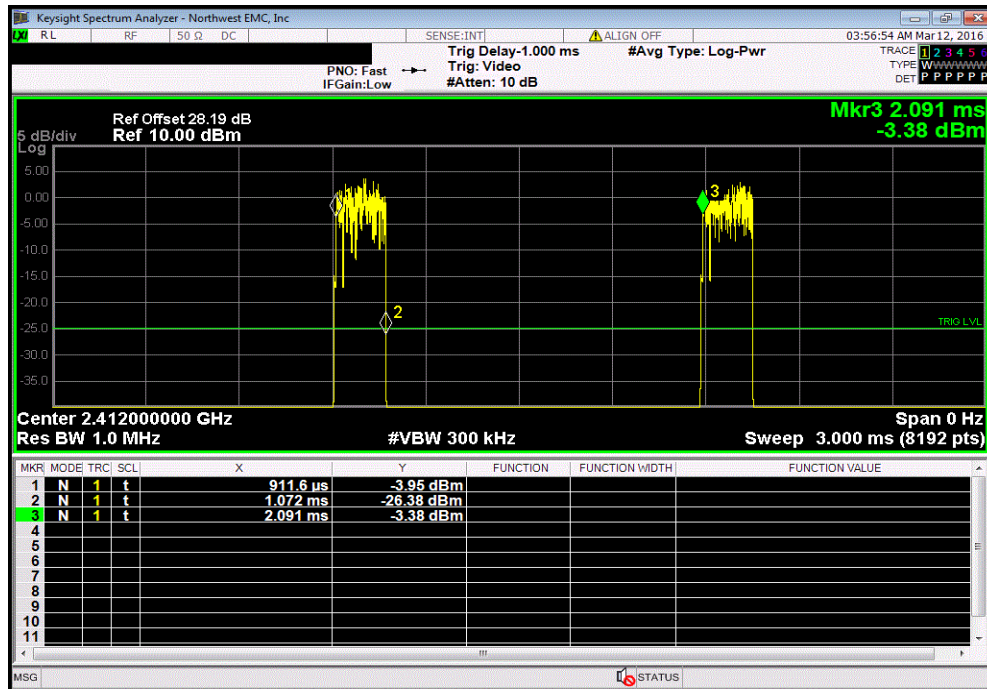 Keysight Spectrum Analyzer - Northwest EMC, Inc
LXI RL RF 50 Ω DC SENSE:INT ALIGN OFF 03:56:54 AM Mar 12, 2016
PNO: Fast
IFGain:Low
Trig Delay-1.000 ms
Trig: Video
#Atten: 10 dB
#Avg Type: Log-Pwr
TRACE 1 2 3 4 5 6
TYPE WWWWWW
DET P P P P P P
Mkr3 2.091 ms
-3.38 dBm
Ref Offset 28.19 dB
5 dB/div Ref 10.00 dBm
Log
5.00
0.00
-5.00
-10.0
-15.0
-20.0
-25.0
-30.0
-35.0
3
2
TRIG LVL
Center 2.412000000 GHz Span 0 Hz
Res BW 1.0 MHz #VBW 300 kHz Sweep 3.000 ms (8192 pts)
MKR MODE TRC SCL X Y FUNCTION FUNCTION WIDTH FUNCTION VALUE
1 N 1 t 911.6 µs -3.95 dBm
2 N 1 t 1.072 ms -26.38 dBm
3 N 1 t 2.091 ms -3.38 dBm
4
5
6
7
8
9
10
11
MSG STATUS